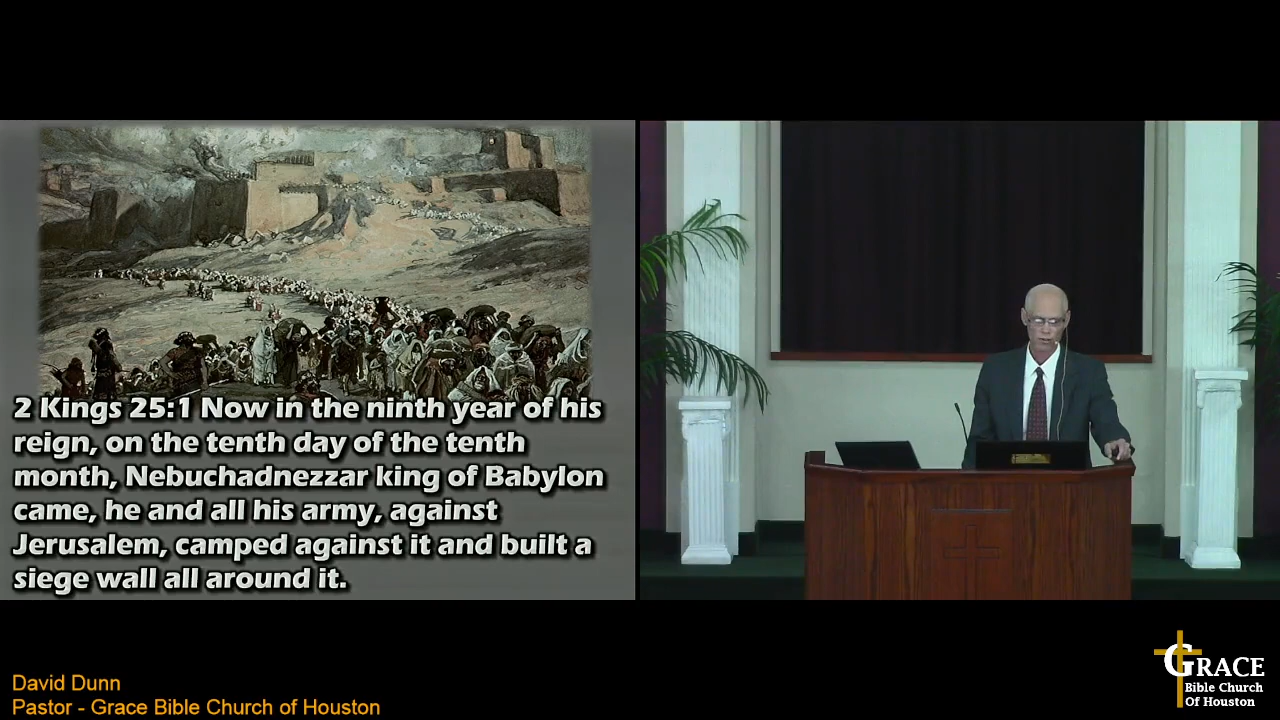 2 Kings 25:1 Now in the ninth year of his
reign, on the tenth day of the tenth
month, Nebuchadnezzar king of Babylon
came, he and all his army, against
Jerusalem, camped against it and built a
siege wall all around it.
David Dunn
Pastor - Grace Bible Church of Houston
GRACE
Bible Church
Of Houston